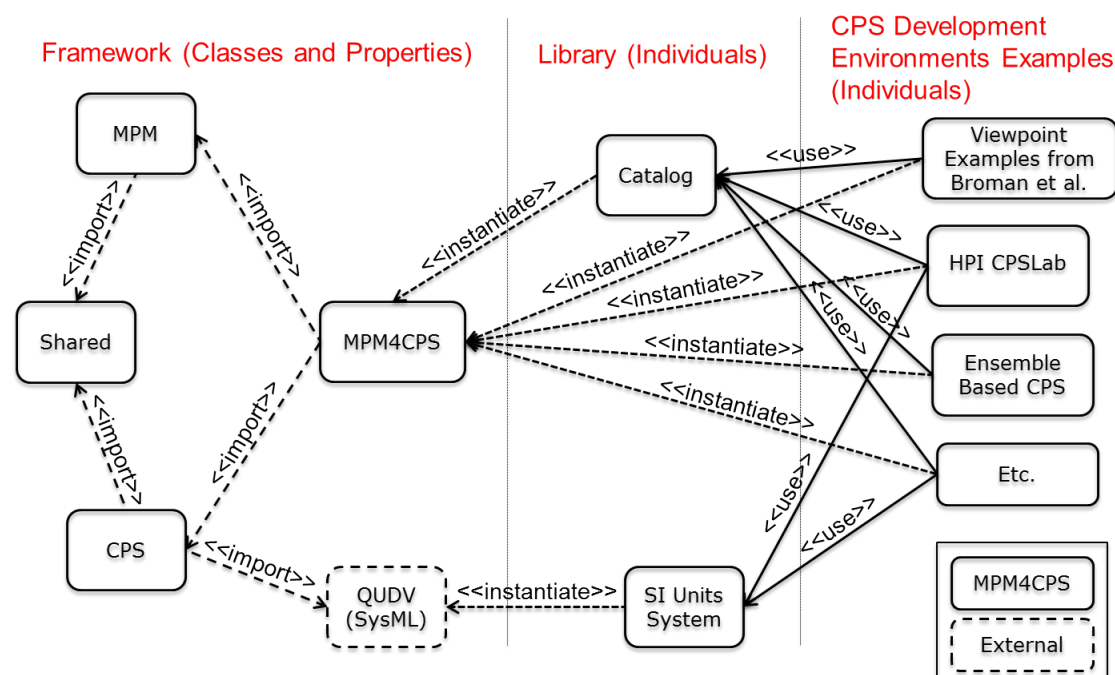 Framework (Classes and Properties)
Library (Individuals)
CPS Development
Environments Examples
(Individuals)
MPM
Shared
CPS
MPM4CPS
QUDV
(SysML)
Catalog
SI Units
System
Viewpoint
Examples from
Broman et al.
HPI CPSLab
Ensemble
Based CPS
Etc.
<<import>>
<<import>>
<<import>>
<<import>>
<<import>>
<<instantiate>>
<<instantiate>>
<<instantiate>>
<<instantiate>>
<<instantiate>>
<<instantiate>>
<<use>>
<<use>>
<<use>>
<<use>>
<<use>>
<<use>>
MPM4CPS
External